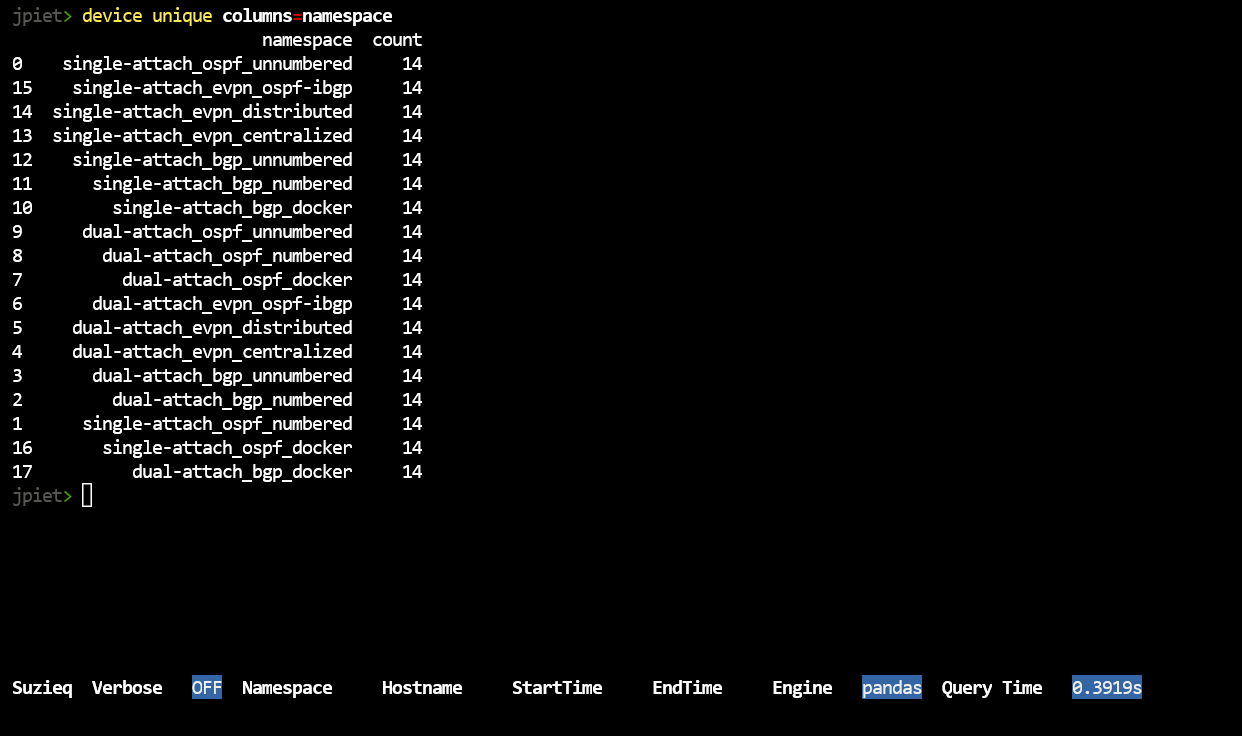 jpiet> device unique columns=namespace
namespace count
0 single-attach_ospf_unnumbered 14
15 single-attach_evpn_ospf-ibgp 14
14 single-attach_evpn_distributed 14
13 single-attach_evpn_centralized 14
12 single-attach_bgp_unnumbered 14
11 single-attach_bgp_numbered 14
10 single-attach_bgp_docker 14
9 dual-attach_ospf_unnumbered 14
8 dual-attach_ospf_numbered 14
7 dual-attach_ospf_docker 14
6 dual-attach_evpn_ospf-ibgp 14
5 dual-attach_evpn_distributed 14
4 dual-attach_evpn_centralized 14
3 dual-attach_bgp_unnumbered 14
2 dual-attach_bgp_numbered 14
1 single-attach_ospf_numbered 14
16 single-attach_ospf_docker 14
17 dual-attach_bgp_docker 14
jpiet>
Suzieq Verbose OFF Namespace Hostname StartTime EndTime Engine pandas Query Time 0.3919s